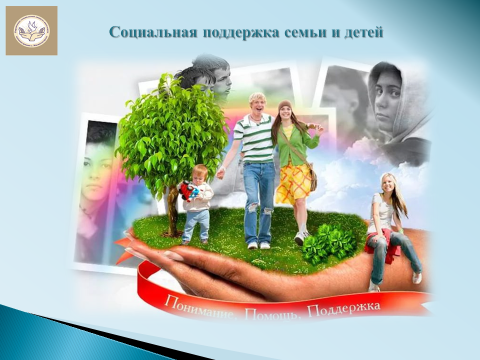 Социальная поддержка семьи и детей
Понимание. Помощь. Поддержка